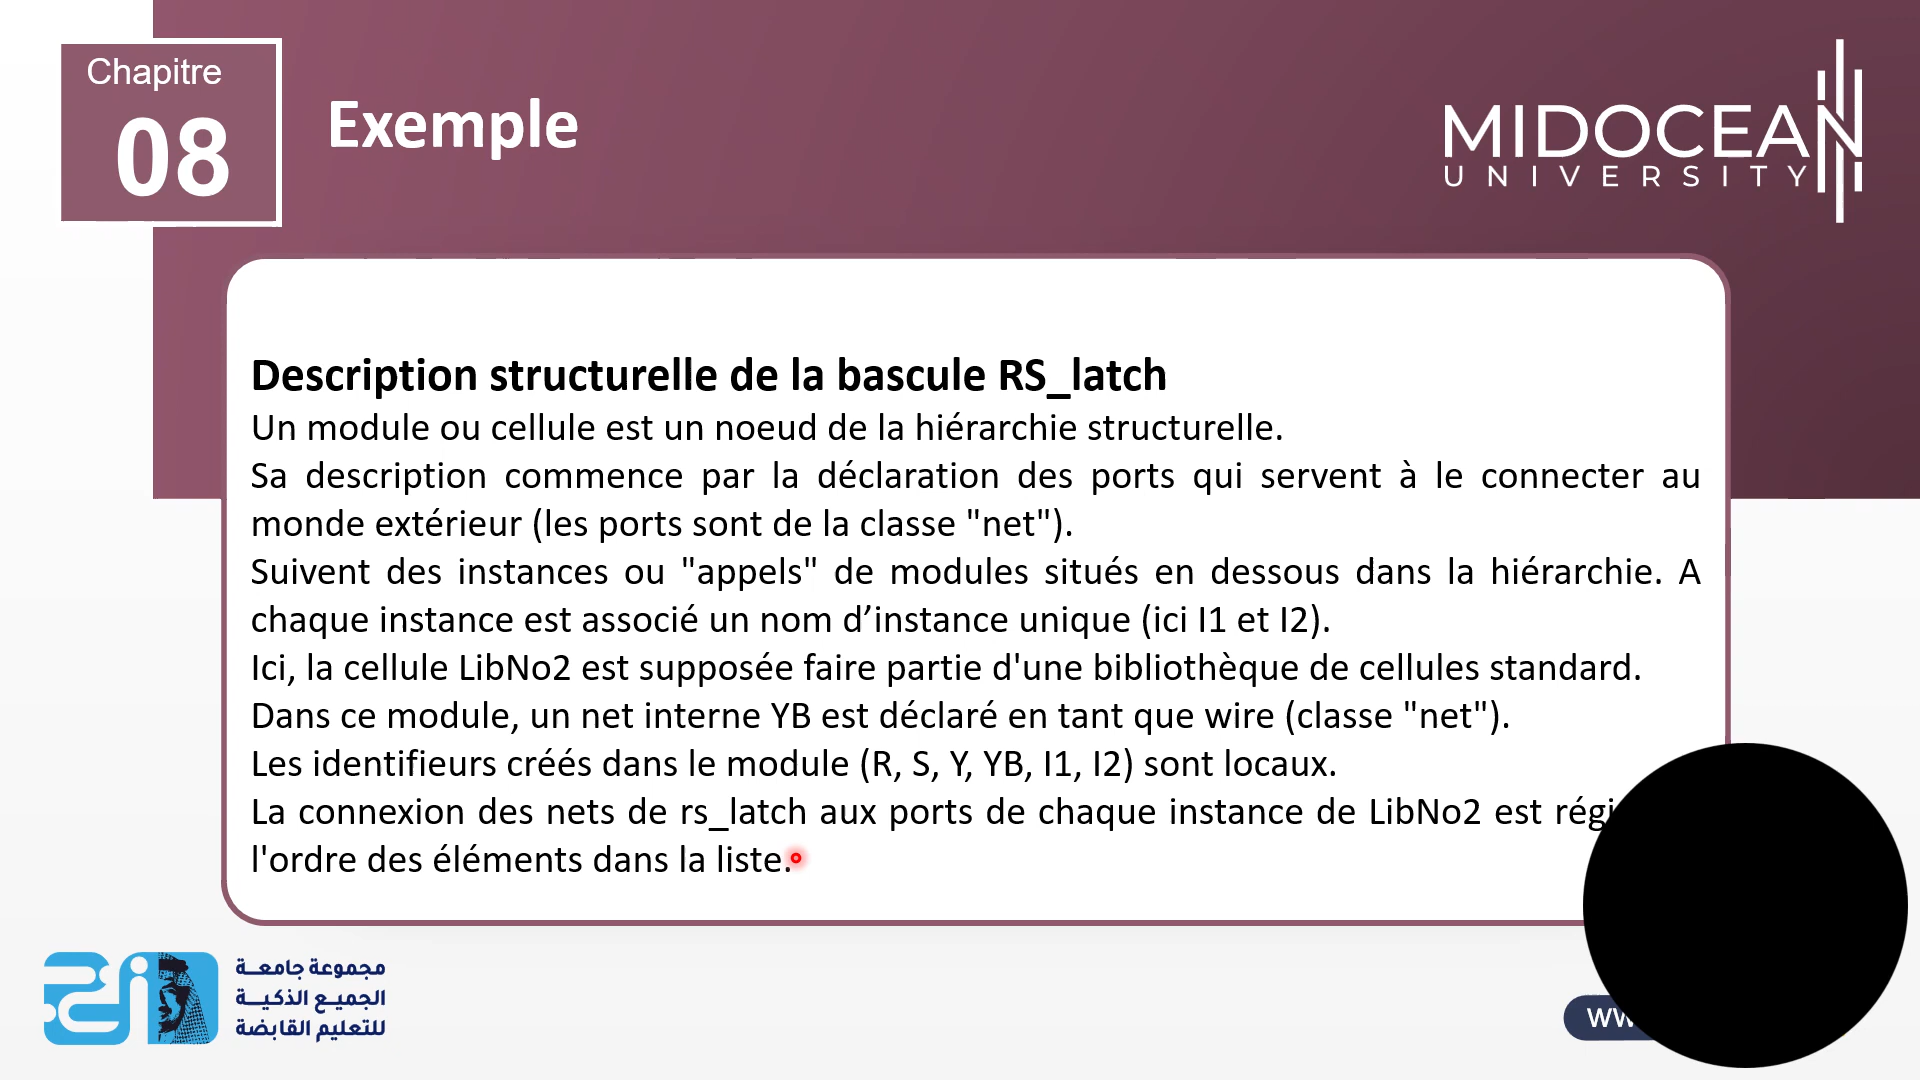 Chapitre
08
Exemple
MIDOCEAN
UNIVERSITY
Description structurelle de la bascule RS_latch
Un module ou cellule est un noeud de la hiérarchie structurelle.
Sa description commence par la déclaration des ports qui servent à le connecter au
monde extérieur (les ports sont de la classe "net").
Suivent des instances ou "appels" de modules situés en dessous dans la hiérarchie. A
chaque instance est associé un nom d’instance unique (ici I1 et I2).
Ici, la cellule LibNo2 est supposée faire partie d'une bibliothèque de cellules standard.
Dans ce module, un net interne YB est déclaré en tant que wire (classe "net").
Les identifieurs créés dans le module (R, S, Y, YB, I1, I2) sont locaux.
La connexion des nets de rs_latch aux ports de chaque instance de LibNo2 est
l'ordre des éléments dans la liste.
مجموعة جامعة
الجميع الذكية
للتعليم القابضة